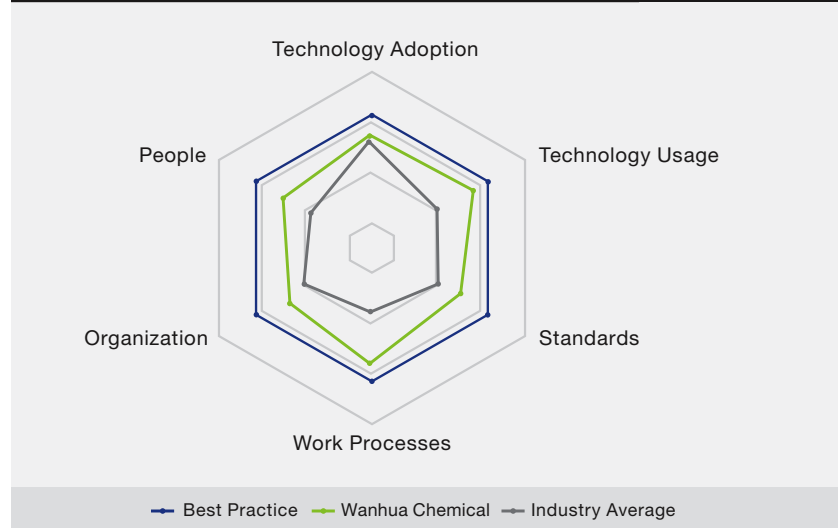 Technology Adoption
People
Technology Usage
Organization
Standards
Work Processes
Best Practice
Wanhua Chemical
Industry Average